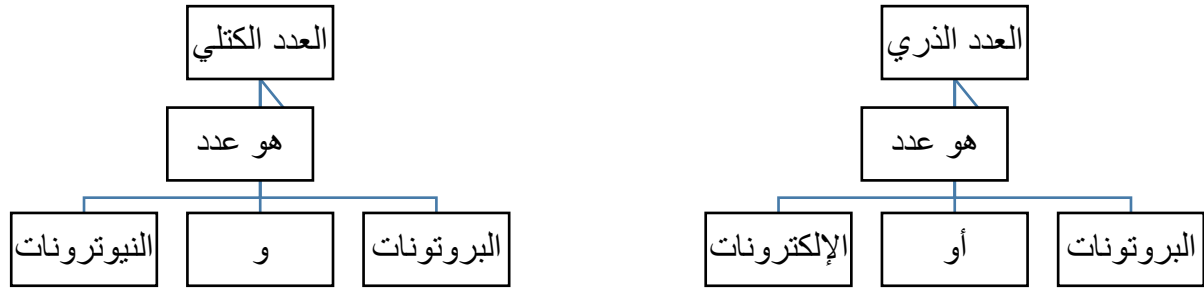 العدد الذري
هو عدد
البروتونات
أو
الإلكترونات
العدد الكتلي
هو عدد
البروتونات
و
النيوترونات